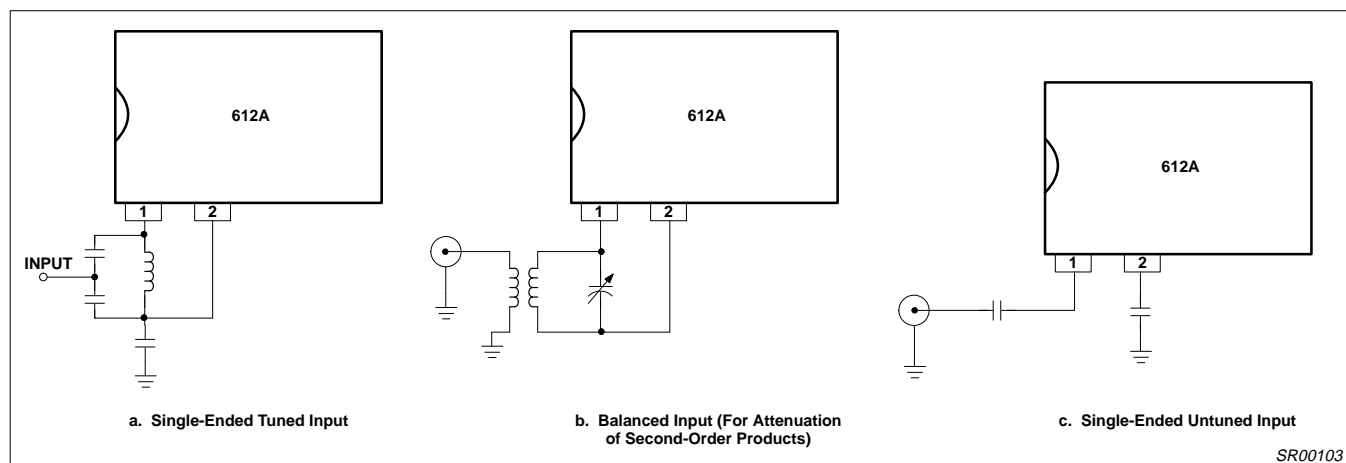 612A
1
2
INPUT
a. Single-Ended Tuned Input
612A
1
2
b. Balanced Input (For Attenuation
of Second-Order Products)
612A
1
2
c. Single-Ended Untuned Input
SR00103